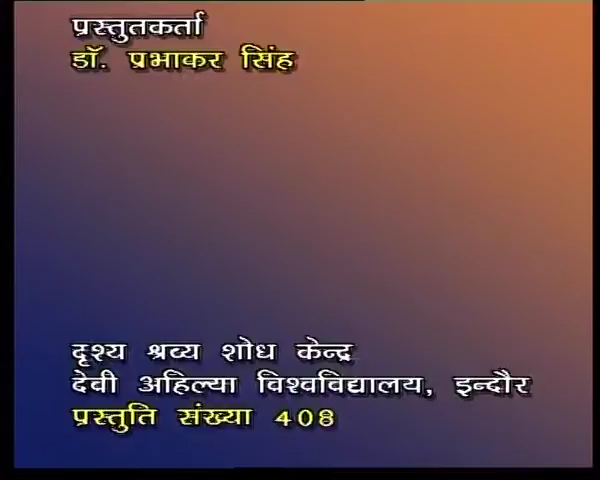 प्रस्तुतकर्ता
डॉ. प्रभाकर सिंह
दृश्य श्रव्य शोध केन्द्र
देवी अहिल्या विश्वविद्यालय, इन्दौर
प्रस्तुति संख्या 408